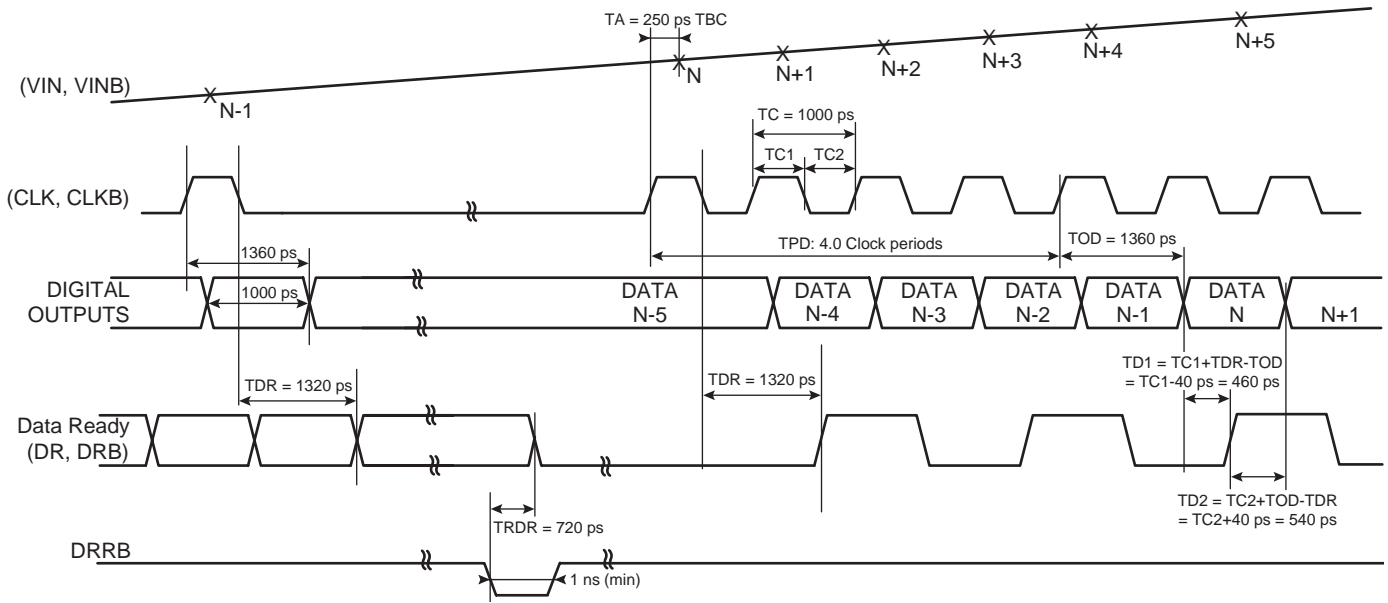 TA = 250 ps TBC
(VIN, VINB)
N-1
N
N+1
N+2
N+3
N+4
N+5
TC = 1000 ps
TC1
TC2
(CLK, CLKB)
1360 ps
TPD: 4.0 Clock periods
TOD = 1360 ps
1000 ps
DIGITAL
OUTPUTS
DATA
N-5
DATA
N-4
DATA
N-3
DATA
N-2
DATA
N-1
DATA
N
N+1
TDR = 1320 ps
TDR = 1320 ps
TD1 = TC1+TDR-TOD
= TC1-40 ps = 460 ps
Data Ready
(DR, DRB)
TRDR = 720 ps
TD2 = TC2+TOD-TDR
= TC2+40 ps = 540 ps
DRRB
1 ns (min)